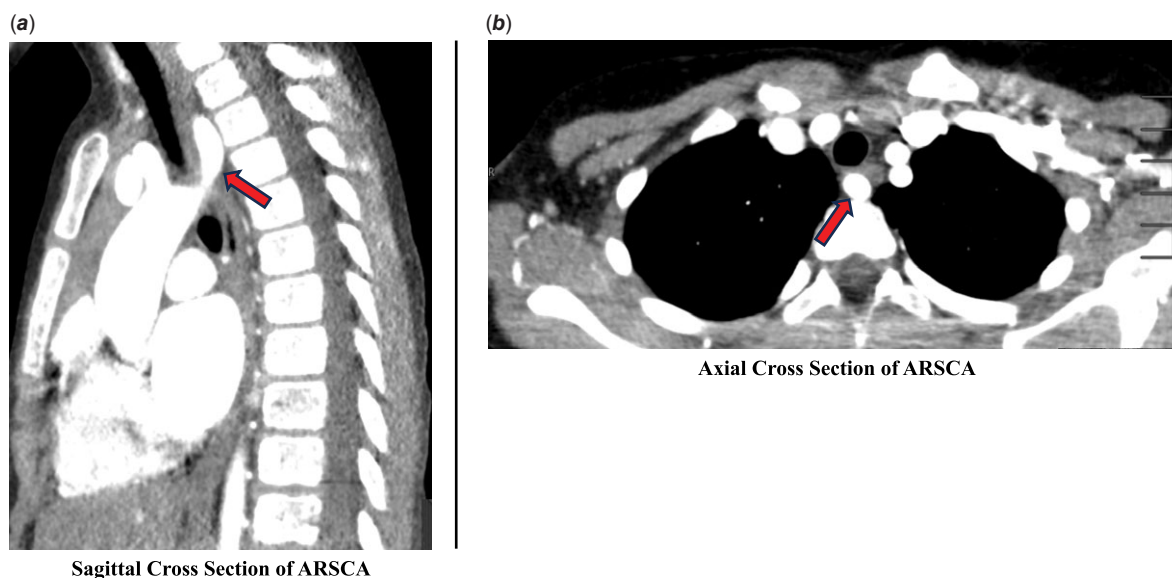 (a)
(b)
R
Axial Cross Section of ARSCA
Sagittal Cross Section of ARSCA